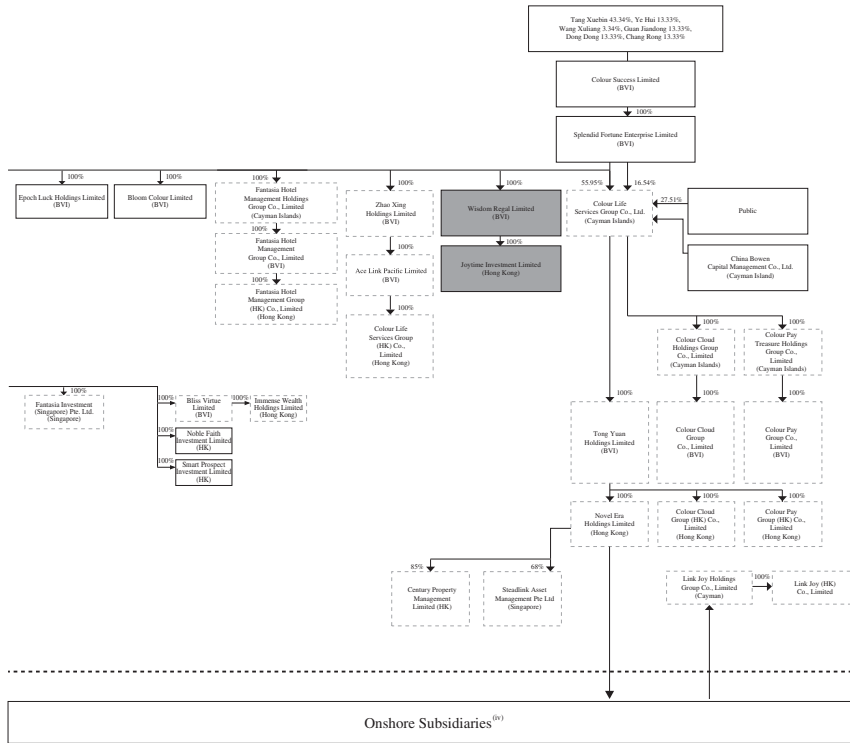 Tang Xuebin 43.34%, Ye Hui 13.33%,
Wang Xuliang 3.34%, Guan Jiandong 13.33%,
Dong Dong 13.33%, Chang Rong 13.33%
Colour Success Limited
(BVI)
100%
Splendid Fortune Enterprise Limited
(BVI)
100%
100%
100%
100%
100%
55.95%
16.54%
Epoch Luck Holdings Limited
(BVI)
Bloom Colour Limited
(BVI)
Fantasia Hotel
Management Holdings
Group Co., Limited
(Cayman Islands)
Zhao Xing
Holdings Limited
(BVI)
Wisdom Regal Limited
(BVI)
Colour Life
Services Group Co., Ltd.
(Cayman Islands)
27.51%
Public
100%
100%
100%
Fantasia Hotel
Management
Group Co., Limited
(BVI)
Ace Link Pacific Limited
(BVI)
Joytime Investment Limited
(Hong Kong)
China Bowen
Capital Management Co., Ltd.
(Cayman Island)
100%
100%
Fantasia Hotel
Management Group
(HK) Co., Limited
(Hong Kong)
Colour Life
Services Group
(HK) Co.,
Limited
(Hong Kong)
100%
100%
Colour Cloud
Holdings Group
Co., Limited
(Cayman Islands)
Colour Pay
Treasure Holdings
Group Co.,
Limited
(Cayman Islands)
100%
Fantasia Investment
(Singapore) Pte. Ltd.
(Singapore)
100%
Bliss Virtue
Limited
(BVI)
100%
Immense Wealth
Holdings Limited
(Hong Kong)
100%
Noble Faith
Investment Limited
(HK)
100%
Smart Prospect
Investment Limited
(HK)
100%
100%
100%
Tong Yuan
Holdings Limited
(BVI)
Colour Cloud
Group
Co., Limited
(BVI)
Colour Pay
Group Co.,
Limited
(BVI)
100%
100%
100%
Novel Era
Holdings Limited
(Hong Kong)
Colour Cloud
Group (HK) Co.,
Limited
(Hong Kong)
Colour Pay
Group (HK) Co.,
Limited
(Hong Kong)
85%
68%
Century Property
Management
Limited (HK)
Steadlink Asset
Management Pte Ltd
(Singapore)
Link Joy Holdings
Group Co., Limited
(Cayman)
100%
Link Joy (HK)
Co., Limited
Onshore Subsidiaries(iv)